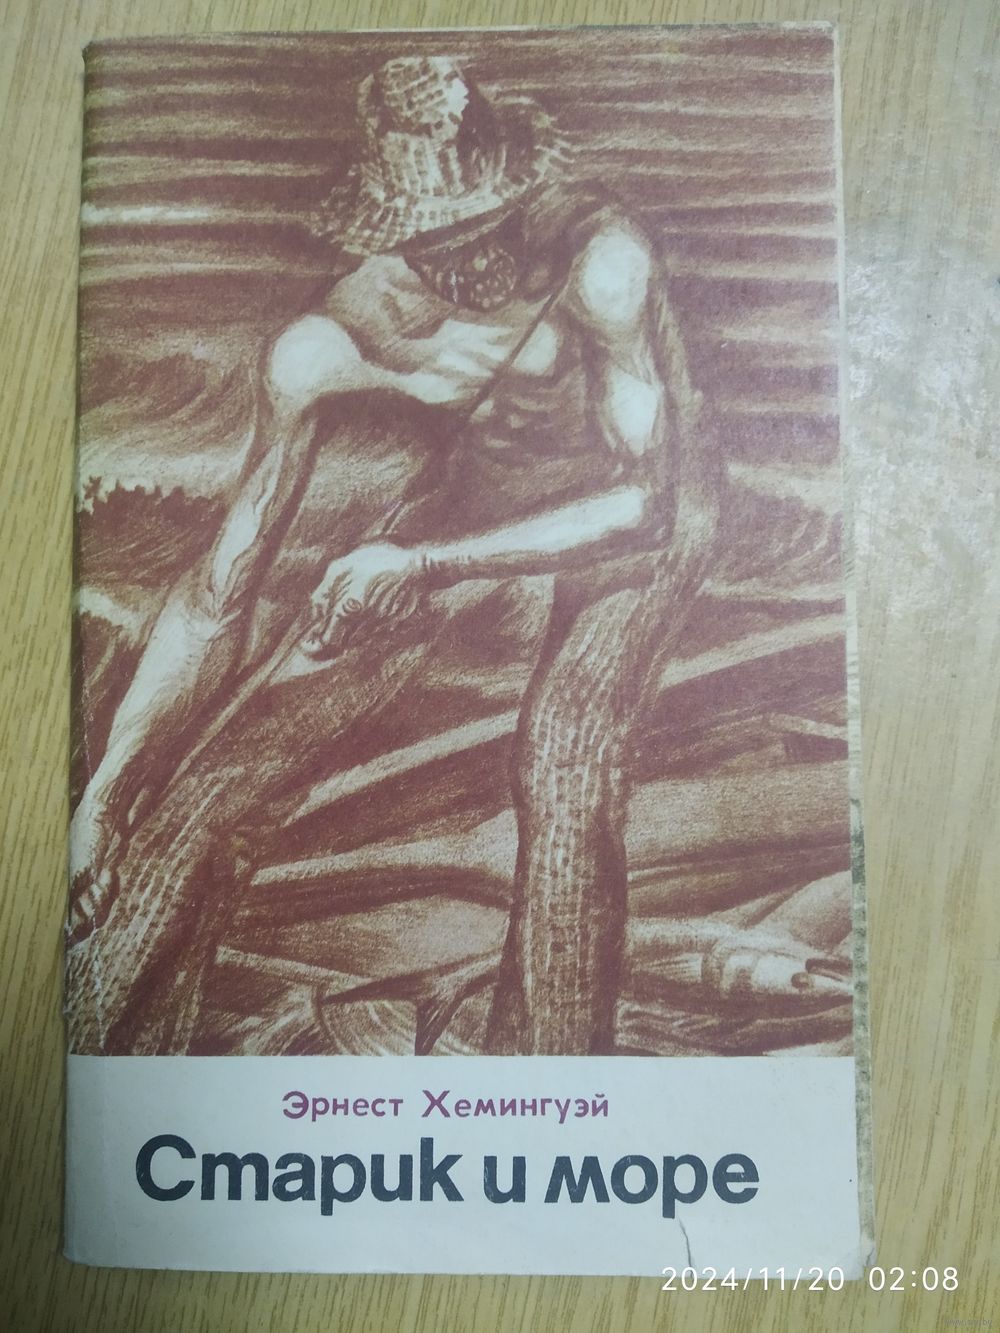 Эрнест Хемингуэй
Старик и море
2024/11/20 02:08